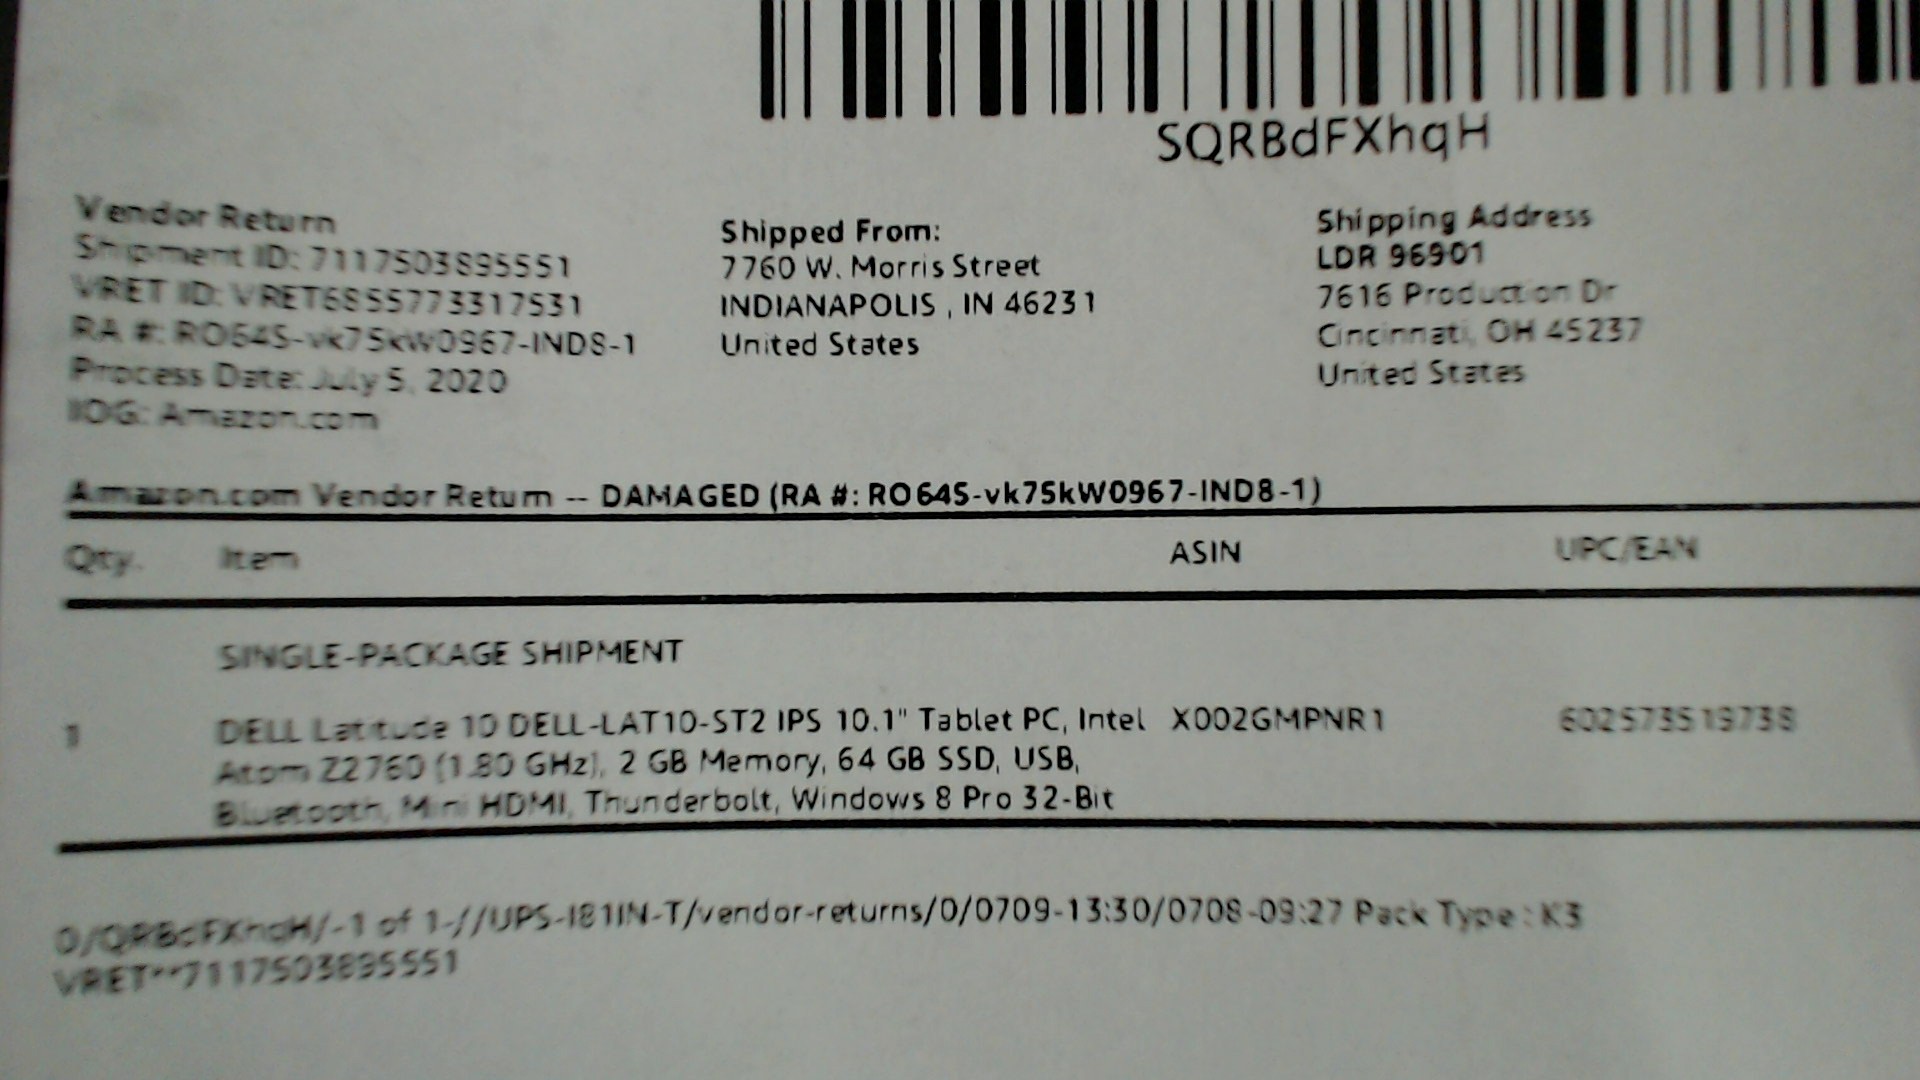 SQRBdFXhqH
Vendor Return
Shipment ID: 7117503895551
VRET ID: VRET6855773317531
RA #: RO64S-vk75kW0967-IND8-1
Process Date: July 5, 2020
IOG: Amazon.com
Shipped From:
7760 W. Morris Street
INDIANAPOLIS , IN 46231
United States
Shipping Address
LDR 96901
7616 Production Dr
Cincinnati, OH 45237
United States
Amazon.com Vendor Return -- DAMAGED (RA #: RO64S-vk75kW0967-IND8-1)
Qty. Item ASIN UPC/EAN
SINGLE-PACKAGE SHIPMENT
1 DELL Latitude 10 DELL-LAT10-ST2 IPS 10.1" Tablet PC, Intel X002GMPNR1 602573519738
Atom Z2760 (1.80 GHz), 2 GB Memory, 64 GB SSD, USB,
Bluetooth, Mini HDMI, Thunderbolt, Windows 8 Pro 32-Bit
0/QRBdFXhqH/-1 of 1-//UPS-I81IN-T/vendor-returns/0/0709-13:30/0708-09:27 Pack Type : K3
VRET**7117503895551